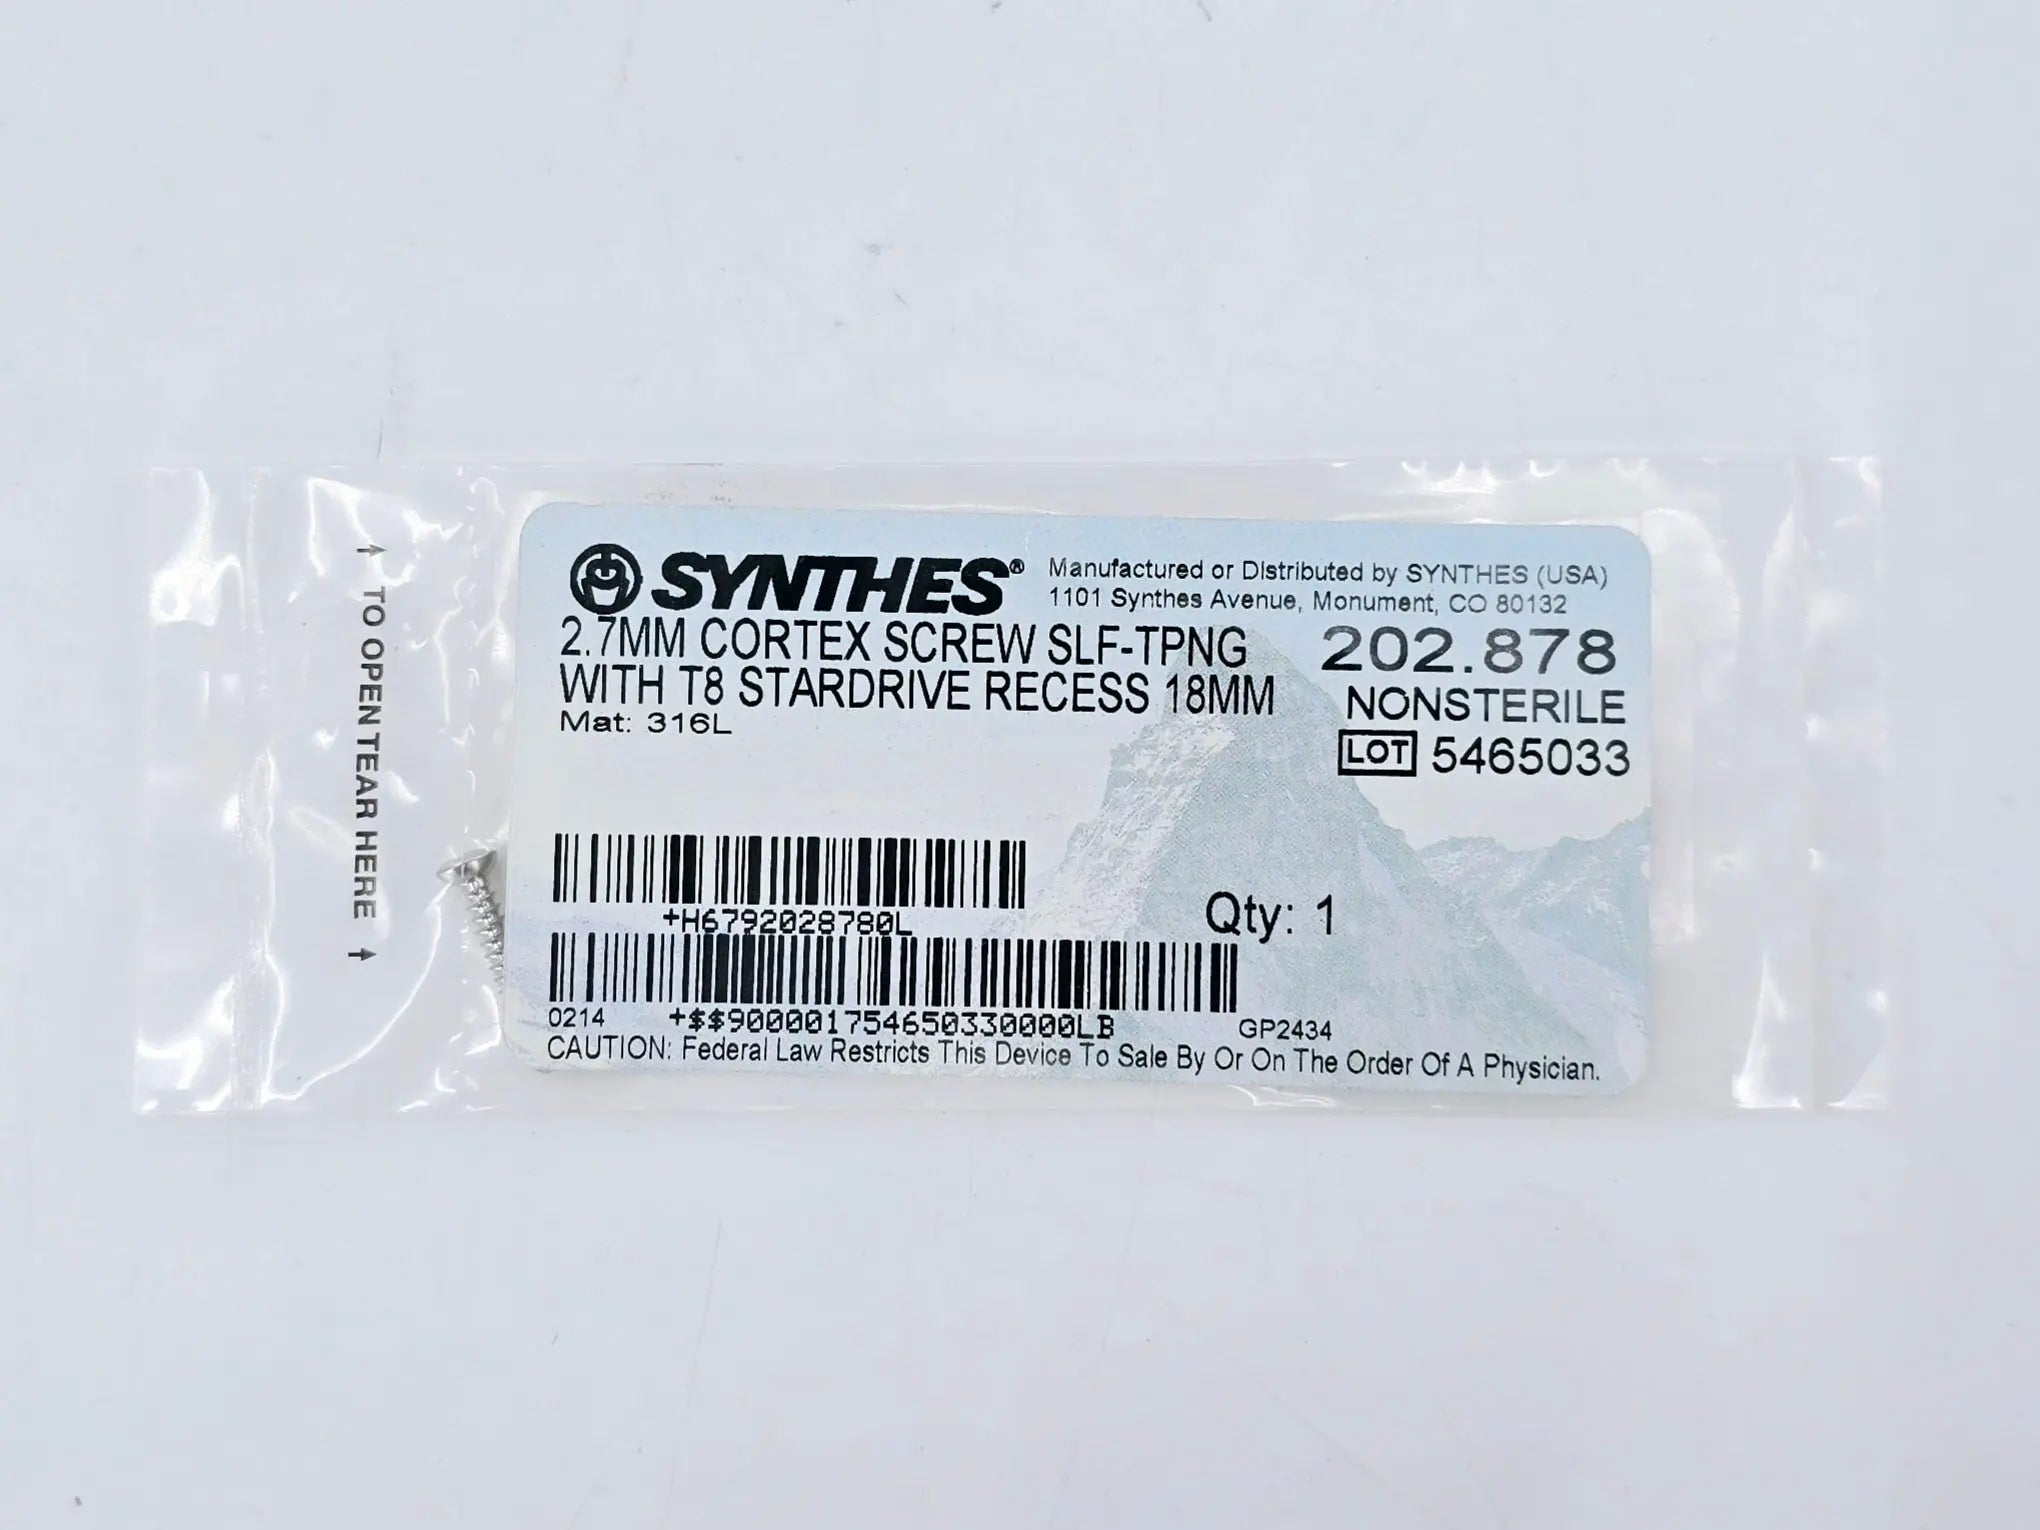 SYNTHES®
Manufactured or Distributed by SYNTHES (USA)
1101 Synthes Avenue, Monument, CO 80132
2.7MM CORTEX SCREW SLF-TPNG
WITH T8 STARDRIVE RECESS 18MM
Mat: 316L
202.878
NONSTERILE
LOT 5465033
+H6792028780L
Qty: 1
0214 +$$900001754650330000LB GP2434
CAUTION: Federal Law Restricts This Device To Sale By Or On The Order Of A Physician.
↑ TO OPEN TEAR HERE ↑